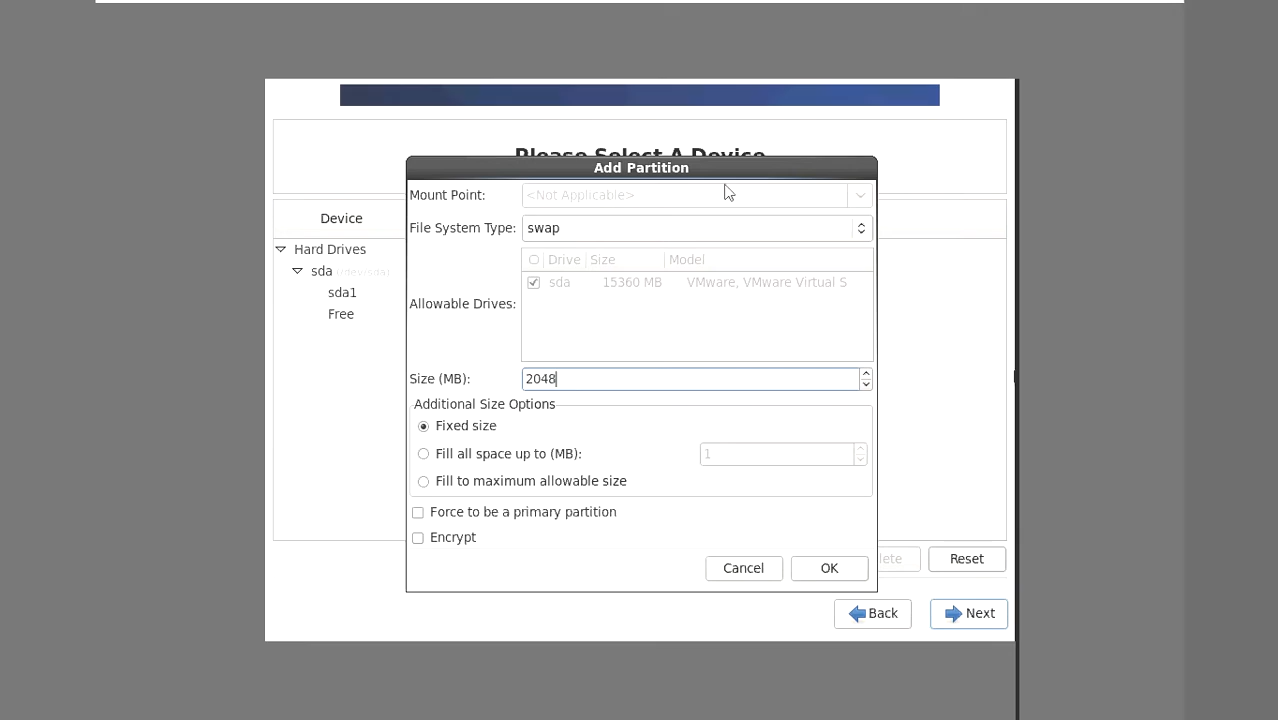 Please Select A Device
Add Partition
Mount Point: <Not Applicable>
File System Type: swap
Device
Drive Size Model
Hard Drives
sda (/dev/sda)
sda 15360 MB VMware, VMware Virtual S
sda1
Allowable Drives:
Free
Size (MB): 2048
Additional Size Options
Fixed size
Fill all space up to (MB): 1
Fill to maximum allowable size
Force to be a primary partition
Encrypt
Cancel OK
Reset
Back Next